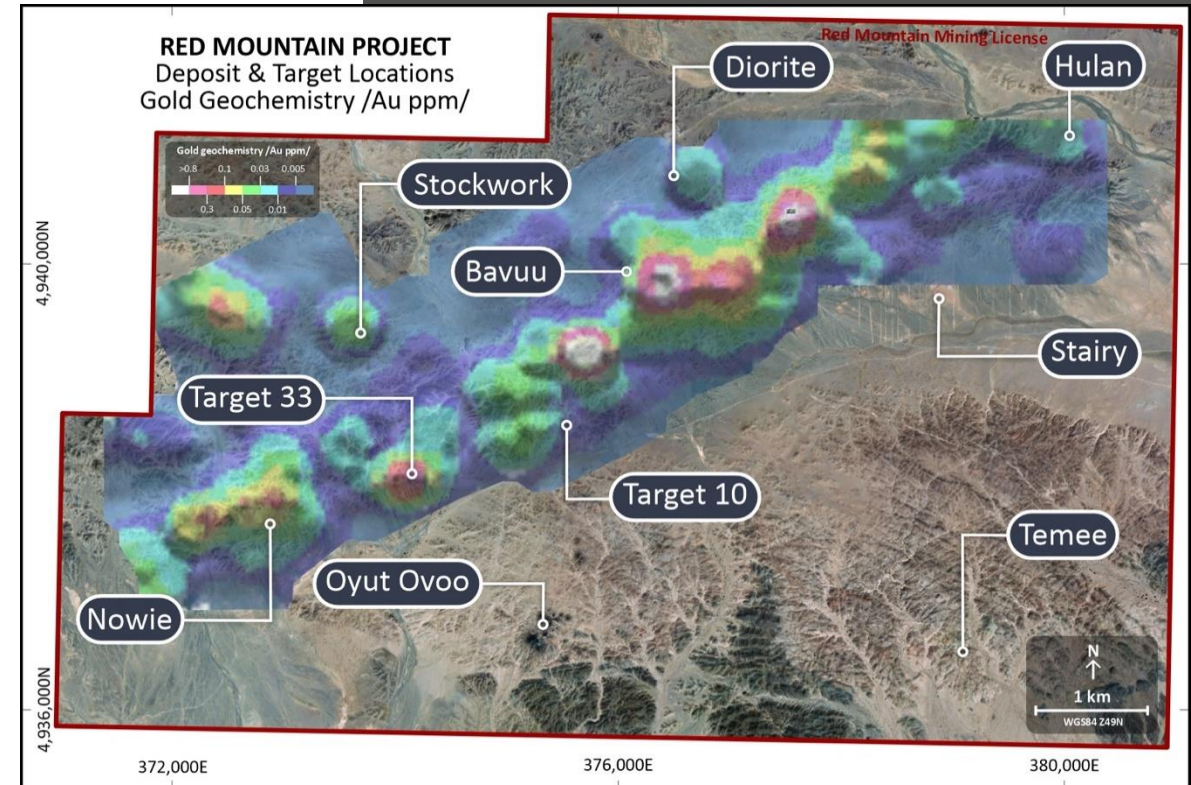 RED MOUNTAIN PROJECT
Deposit & Target Locations
Gold Geochemistry /Au ppm/
Red Mountain Mining License
Diorite
Hulan
Gold geochemistry /Au ppm/
>0.8 0.1 0.03 0.005
0.3 0.05 0.01
Stockwork
Bavuu
Stairy
Target 33
Target 10
Temee
Oyut Ovoo
Nowie
N
1 km
WGS84 Z49N
4,940,000N
4,936,000N
372,000E
376,000E
380,000E